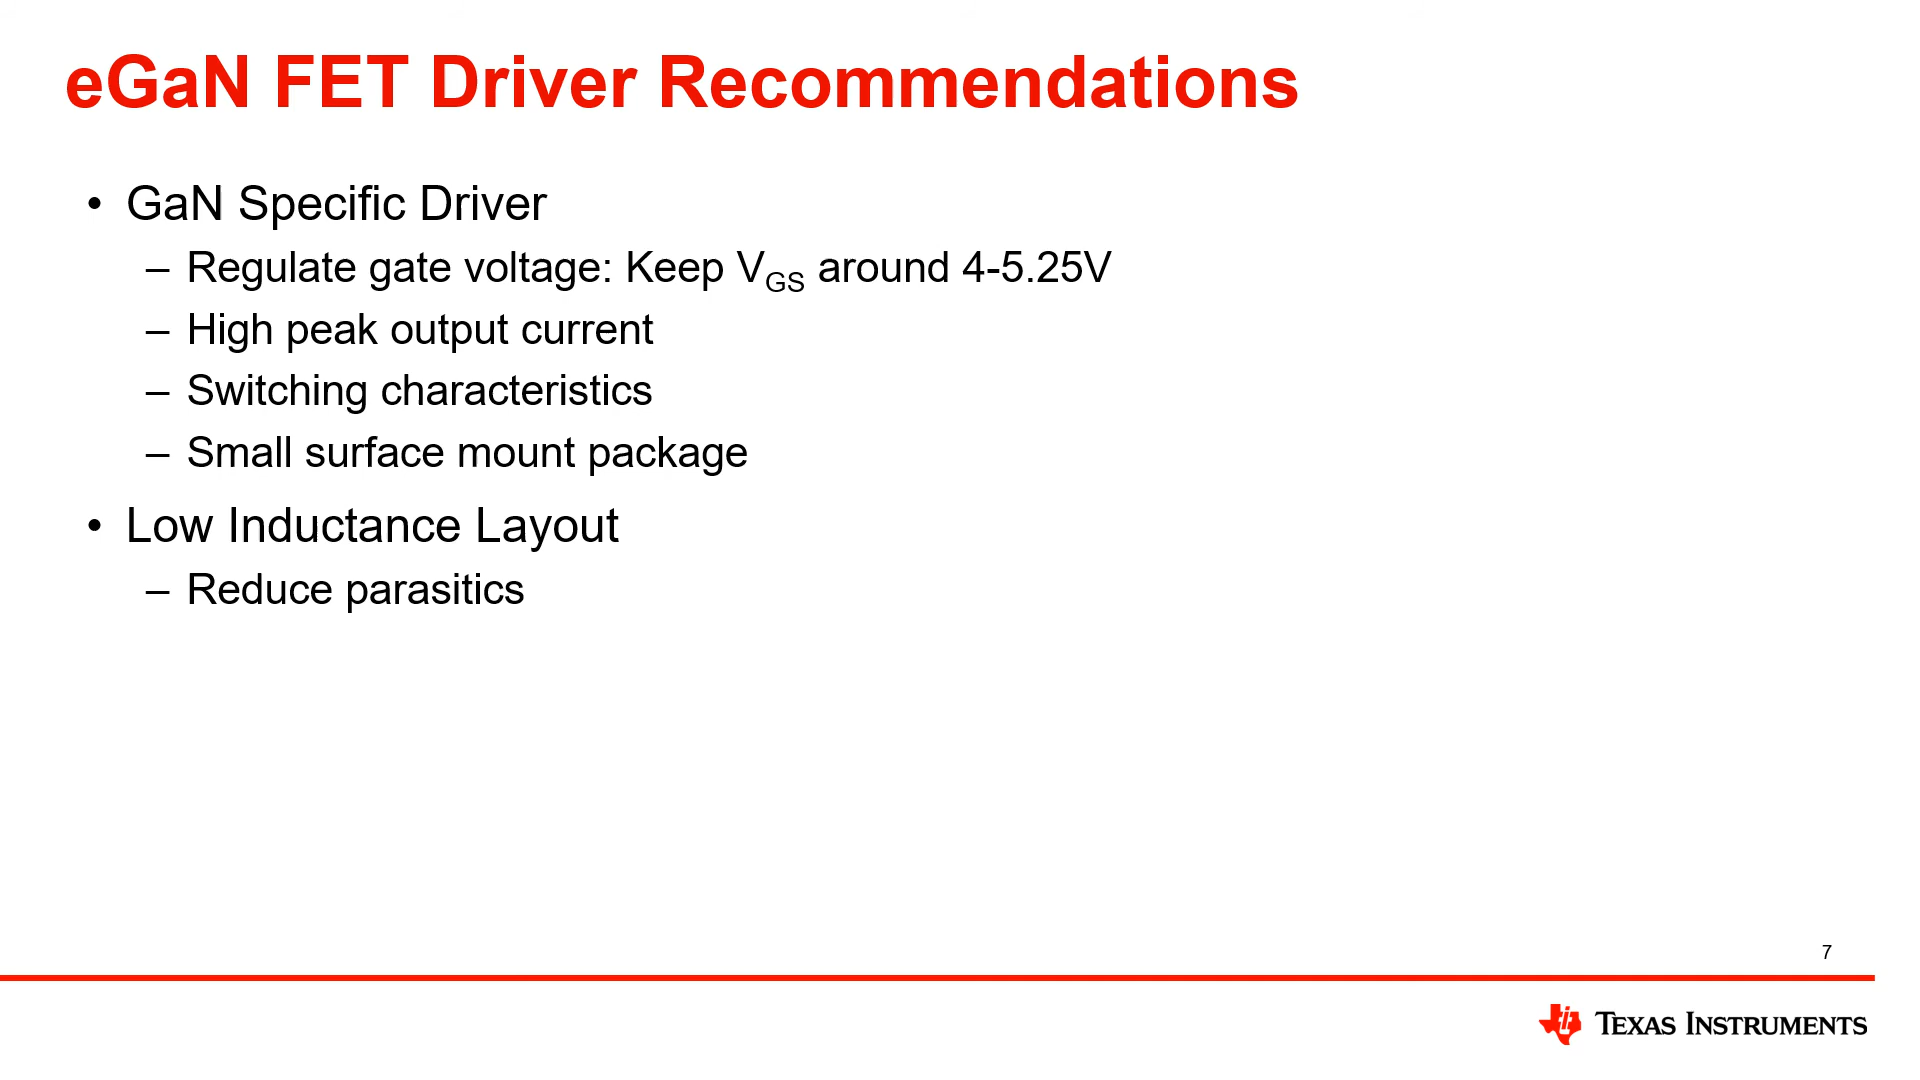 eGaN FET Driver Recommendations
• GaN Specific Driver
– Regulate gate voltage: Keep VGS around 4-5.25V
– High peak output current
– Switching characteristics
– Small surface mount package
• Low Inductance Layout
– Reduce parasitics
7
TEXAS INSTRUMENTS